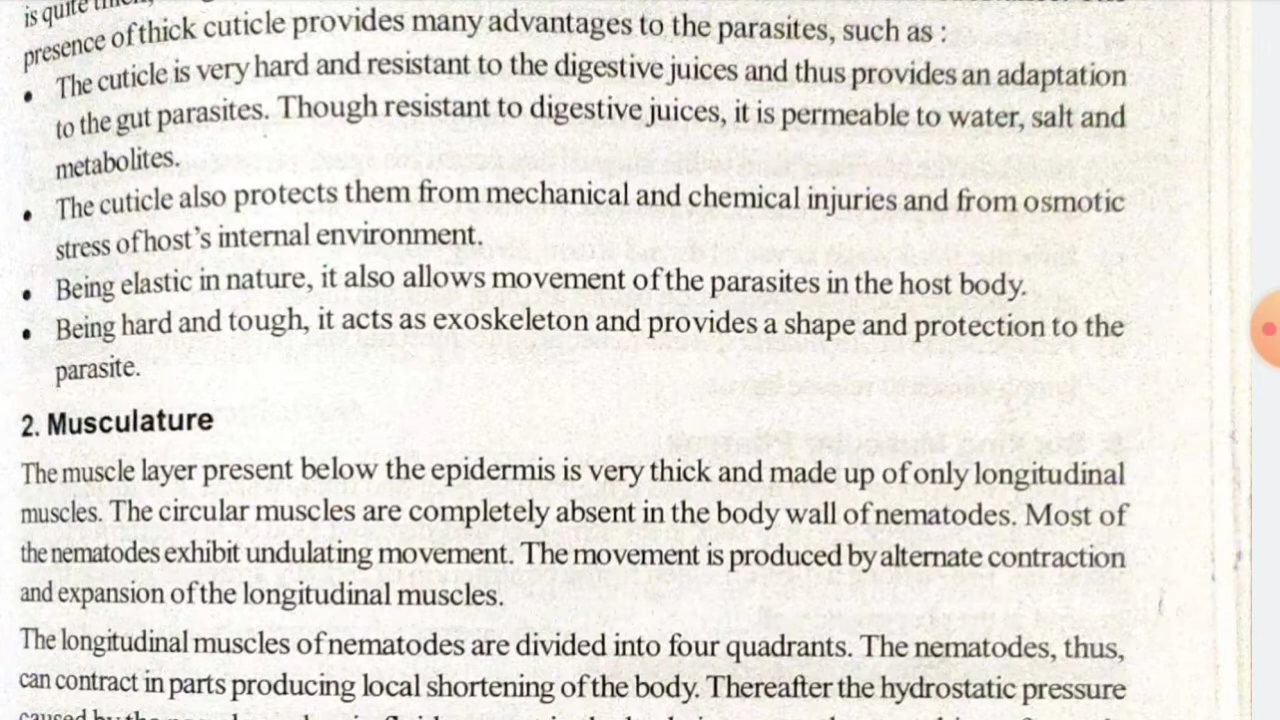 is quite
presence of thick cuticle provides many advantages to the parasites, such as :
• The cuticle is very hard and resistant to the digestive juices and thus provides an adaptation
to the gut parasites. Though resistant to digestive juices, it is permeable to water, salt and
metabolites.
• The cuticle also protects them from mechanical and chemical injuries and from osmotic
stress of host's internal environment.
• Being elastic in nature, it also allows movement of the parasites in the host body.
• Being hard and tough, it acts as exoskeleton and provides a shape and protection to the
parasite.
2. Musculature
The muscle layer present below the epidermis is very thick and made up of only longitudinal
muscles. The circular muscles are completely absent in the body wall of nematodes. Most of
the nematodes exhibit undulating movement. The movement is produced by alternate contraction
and expansion of the longitudinal muscles.
The longitudinal muscles of nematodes are divided into four quadrants. The nematodes, thus,
can contract in parts producing local shortening of the body. Thereafter the hydrostatic pressure